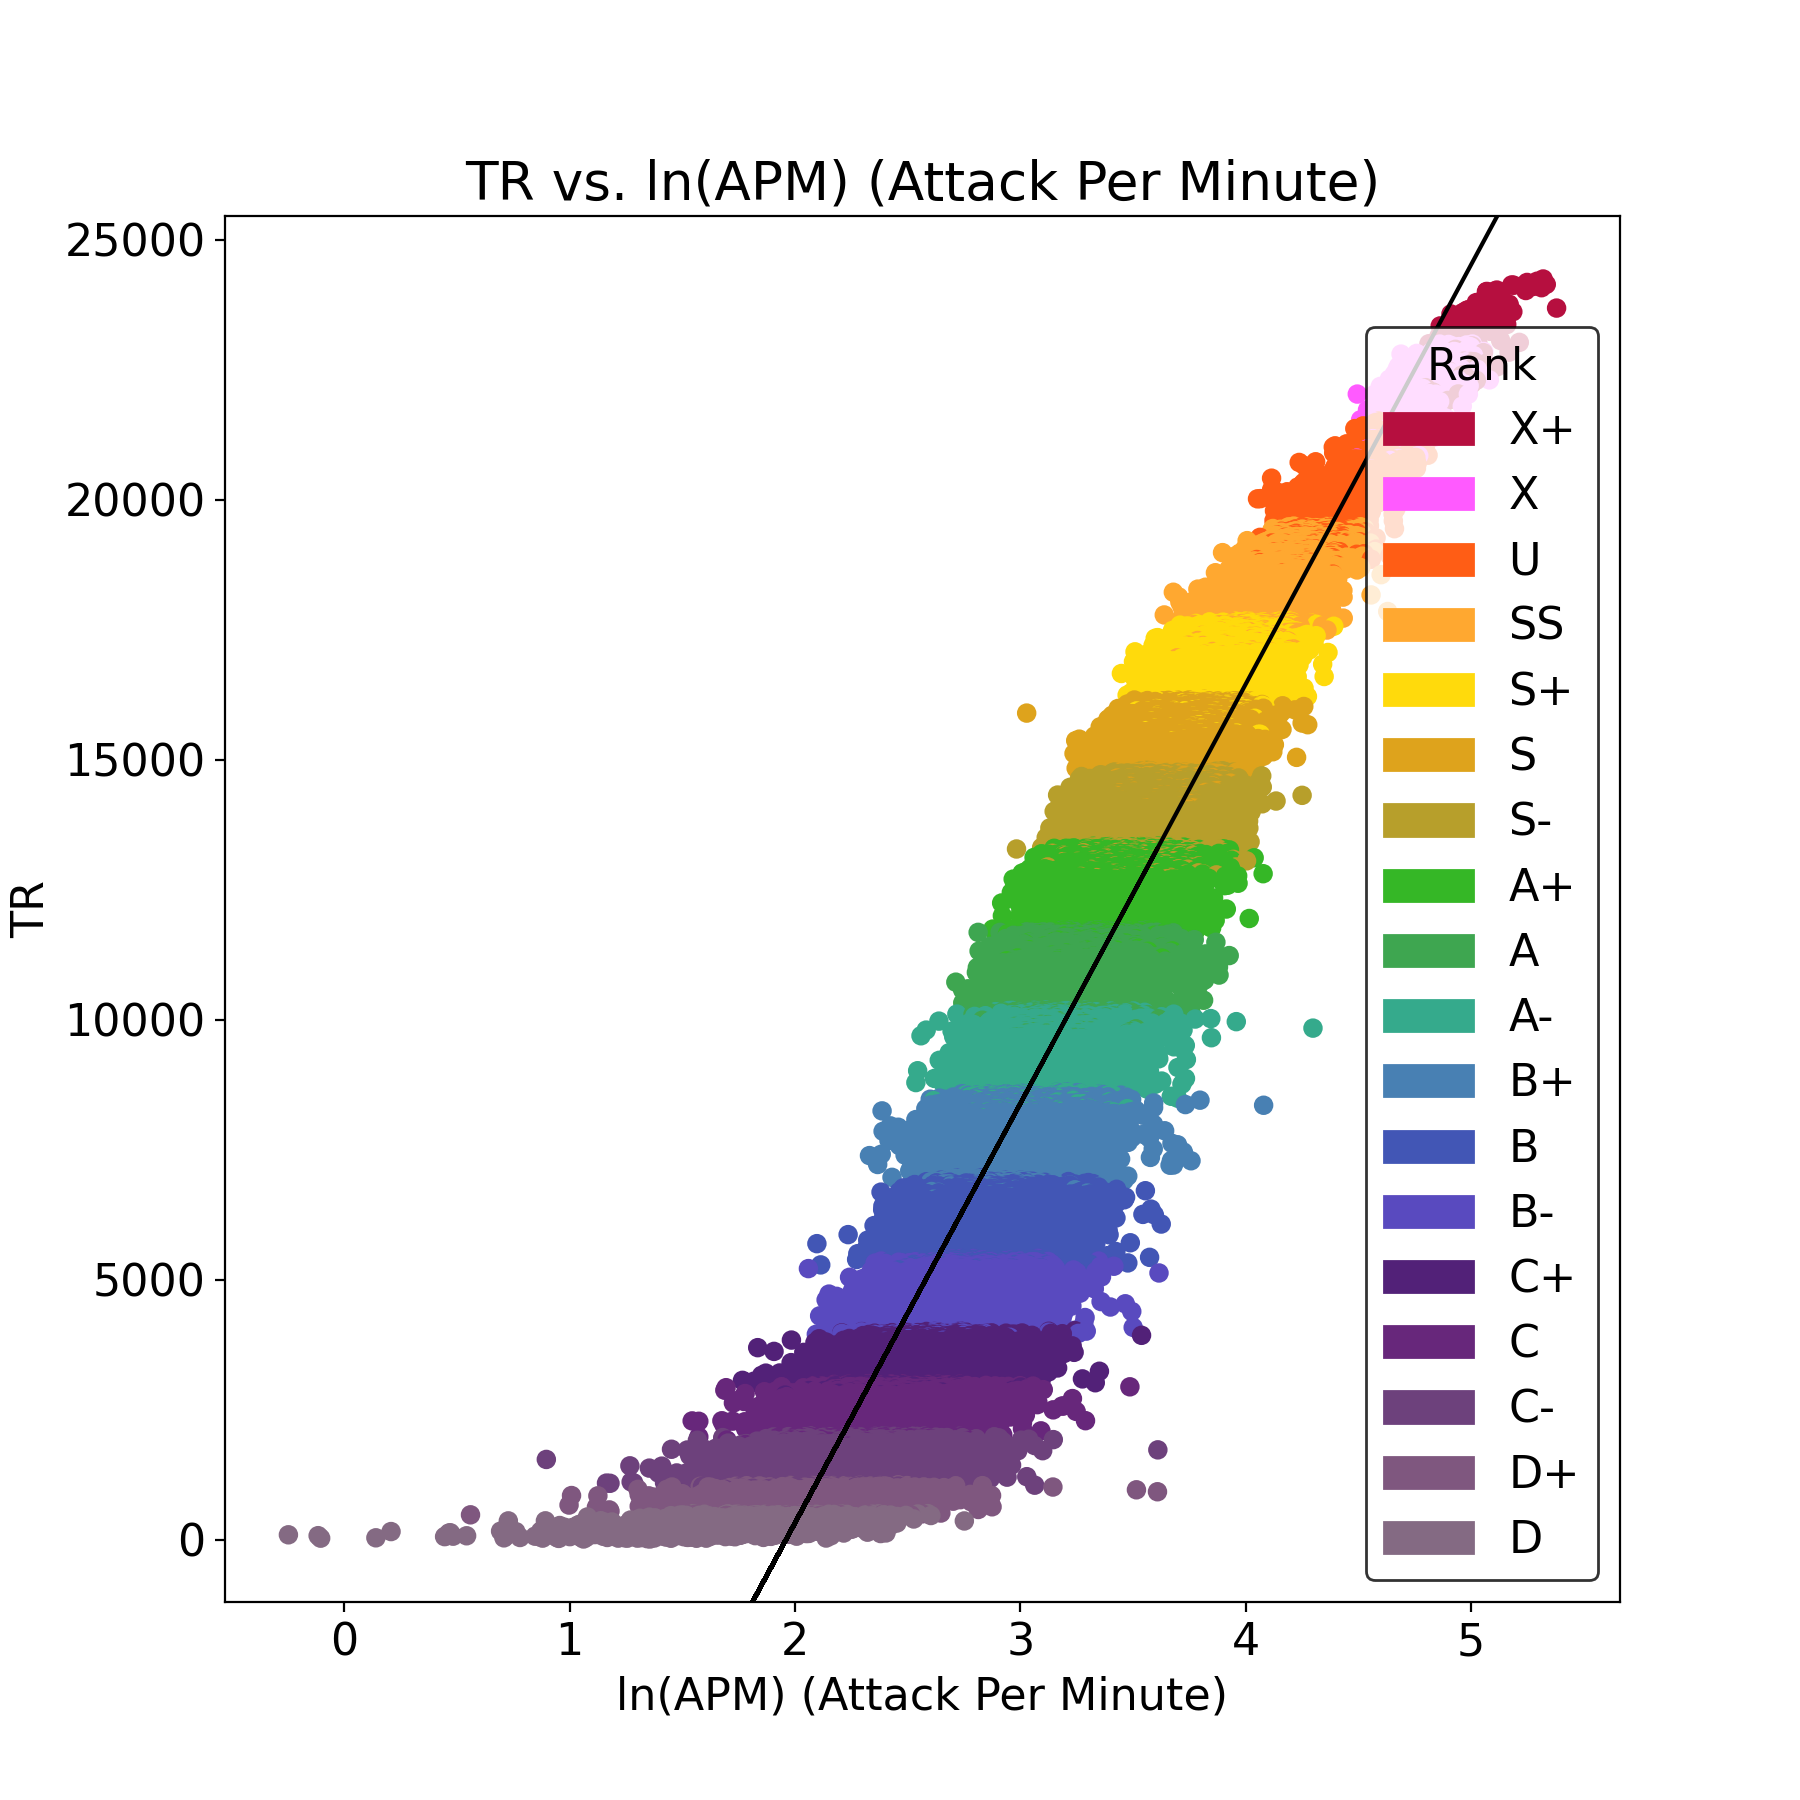 TR vs. ln(APM) (Attack Per Minute)
25000
20000
15000
10000
5000
0
TR
0 1 2 3 4 5
ln(APM) (Attack Per Minute)
Rank
X+
X
U
SS
S+
S
S-
A+
A
A-
B+
B
B-
C+
C
C-
D+
D